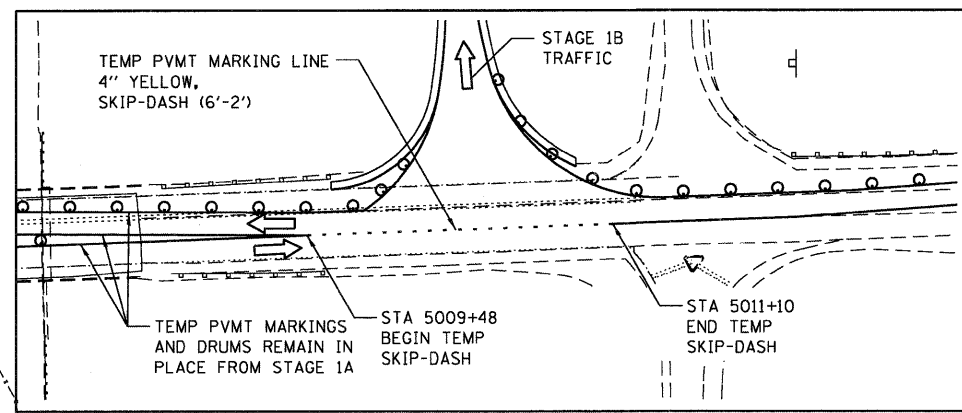 TEMP PVMT MARKING LINE
4" YELLOW,
SKIP-DASH (6'-2')
STAGE 1B
TRAFFIC
TEMP PVMT MARKINGS
AND DRUMS REMAIN IN
PLACE FROM STAGE 1A
STA 5009+48
BEGIN TEMP
SKIP-DASH
STA 5011+10
END TEMP
SKIP-DASH